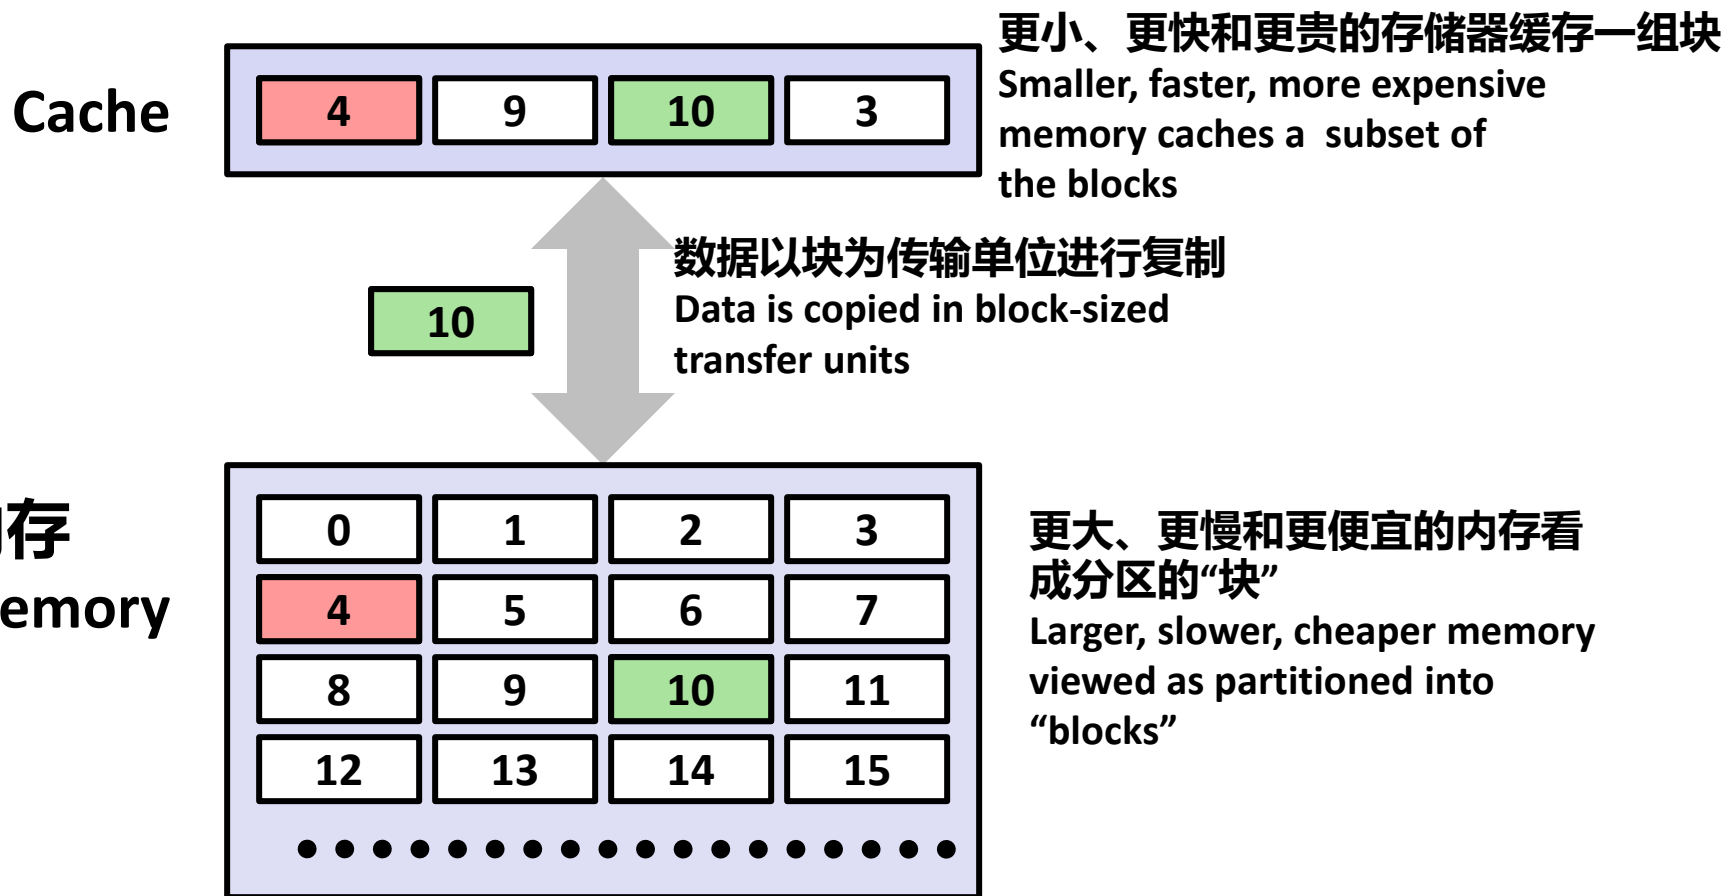 更小、更快和更贵的存储器缓存一组块
Smaller, faster, more expensive
memory caches a subset of
the blocks
Cache
4 9 10 3
数据以块为传输单位进行复制
Data is copied in block-sized
transfer units
10
存
emory
0 1 2 3
4 5 6 7
8 9 10 11
12 13 14 15
更大、更慢和更便宜的内存看
成分区的“块”
Larger, slower, cheaper memory
viewed as partitioned into
“blocks”